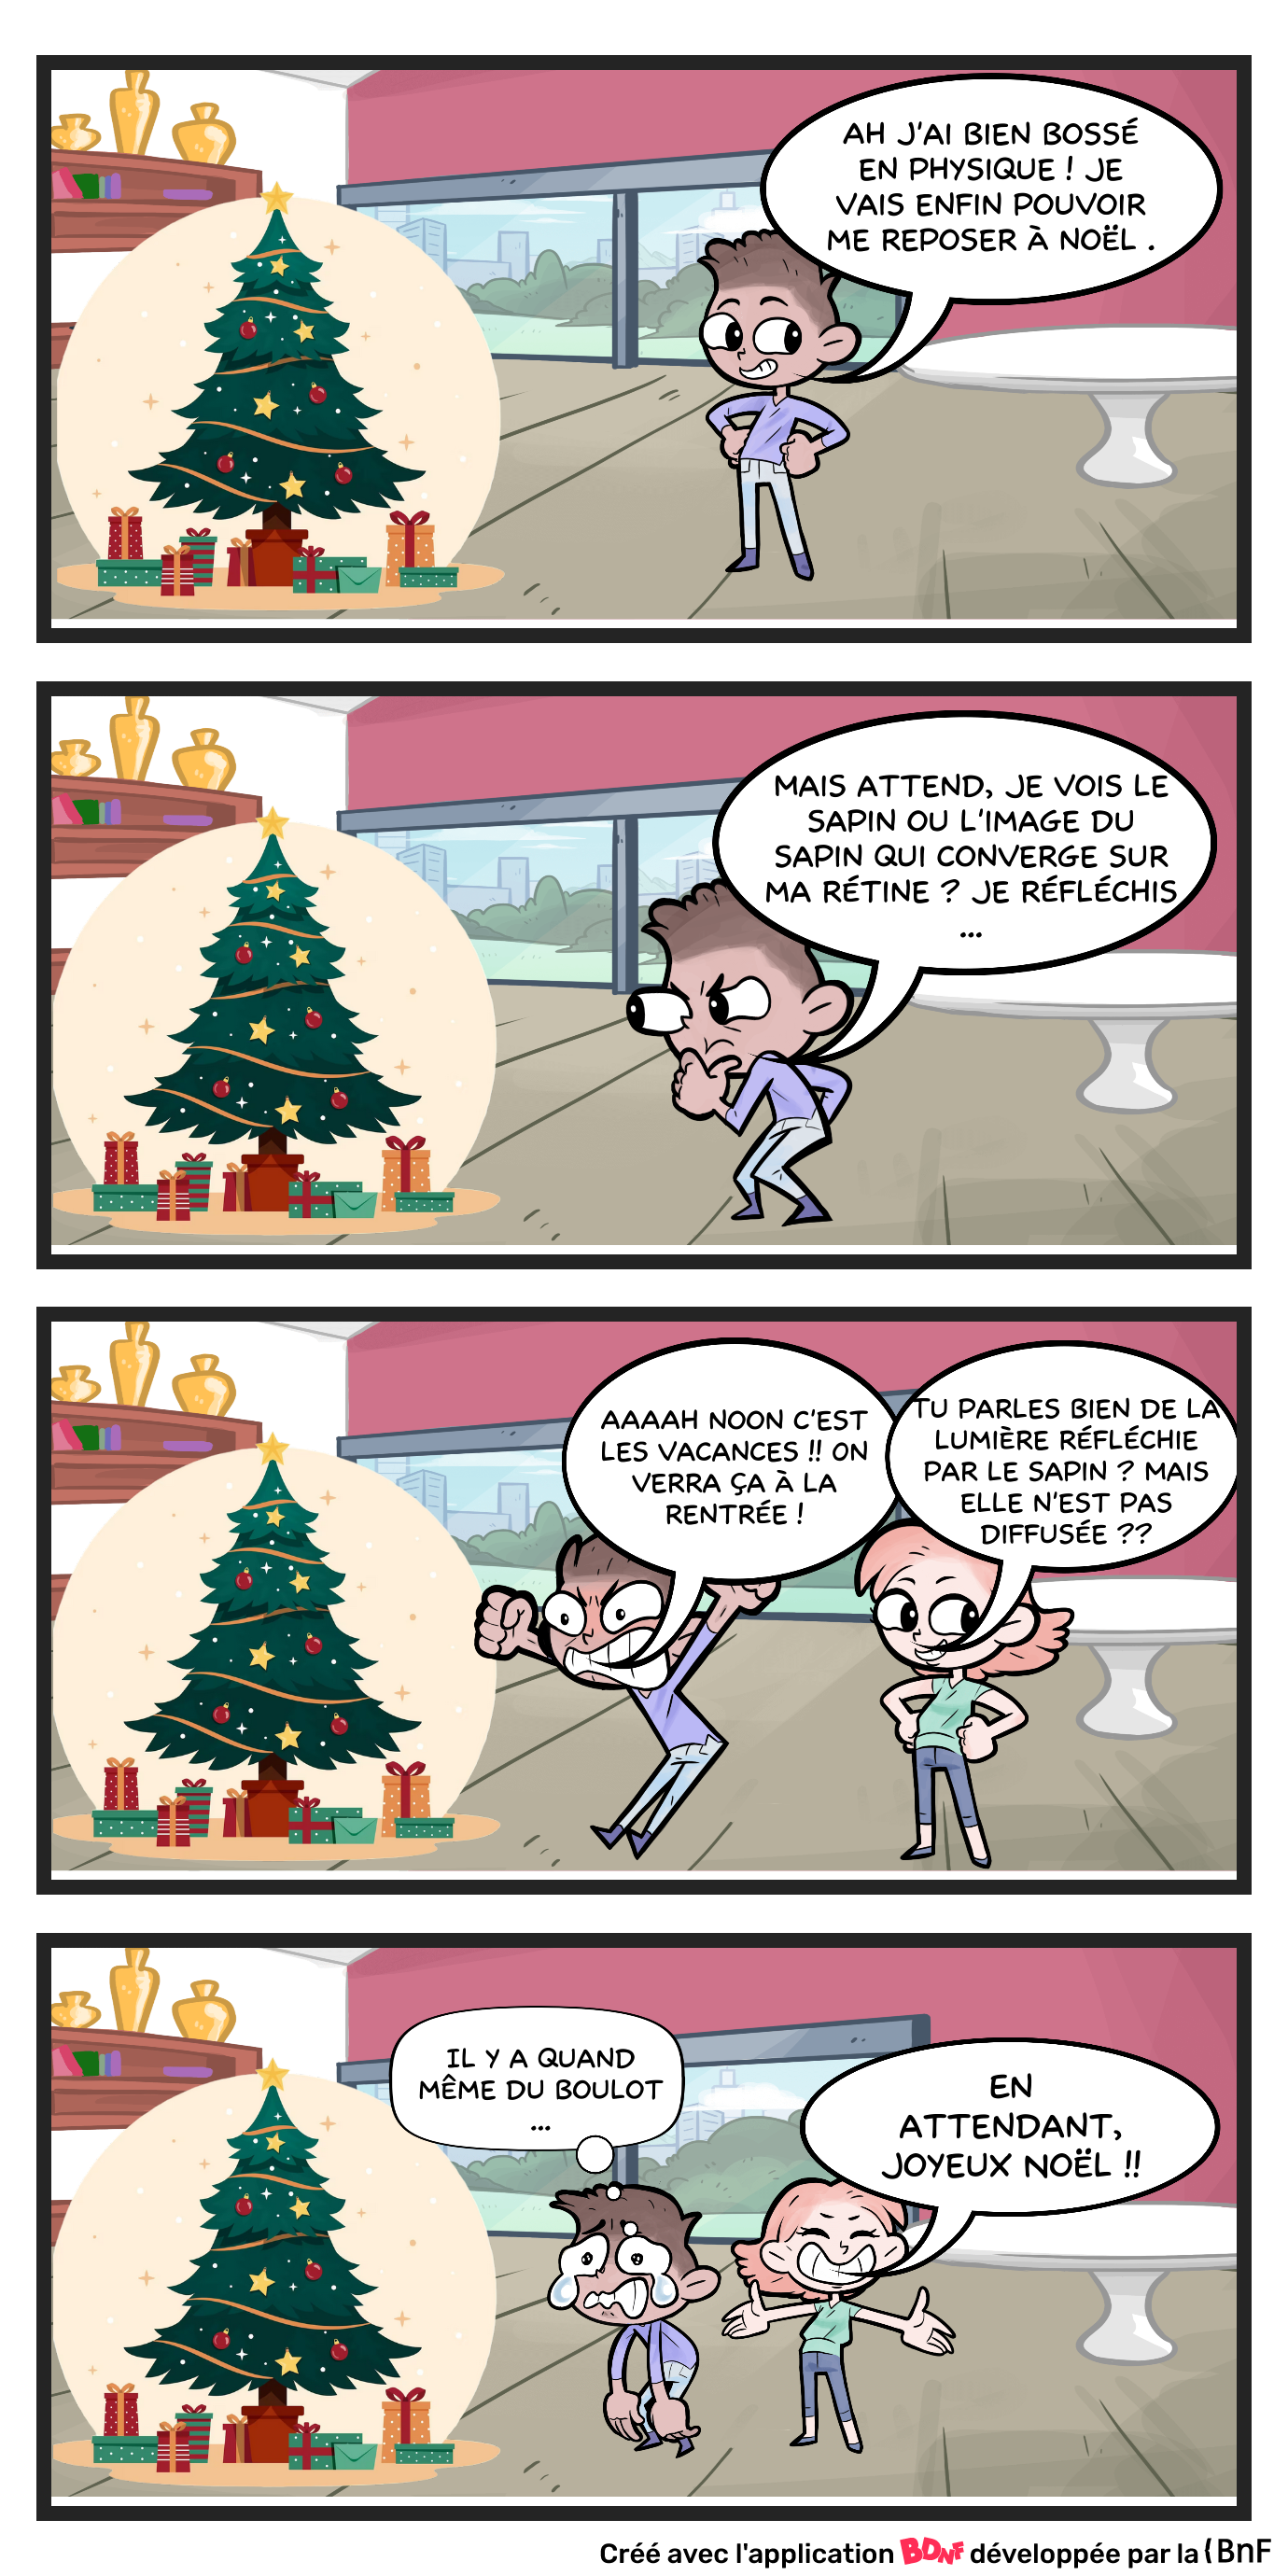 AH J'AI BIEN BOSSÉ
EN PHYSIQUE ! JE
VAIS ENFIN POUVOIR
ME REPOSER À NOËL .
MAIS ATTEND, JE VOIS LE
SAPIN OU L'IMAGE DU
SAPIN QUI CONVERGE SUR
MA RÉTINE ? JE RÉFLÉCHIS
...
AAAAH NOON C'EST
LES VACANCES !! ON
VERRA ÇA À LA
RENTRÉE !
TU PARLES BIEN DE LA
LUMIÈRE RÉFLÉCHIE
PAR LE SAPIN ? MAIS
ELLE N'EST PAS
DIFFUSÉE ??
IL Y A QUAND
MÊME DU BOULOT
...
EN
ATTENDANT,
JOYEUX NOËL !!
Créé avec l'application BDnF développée par la {BnF